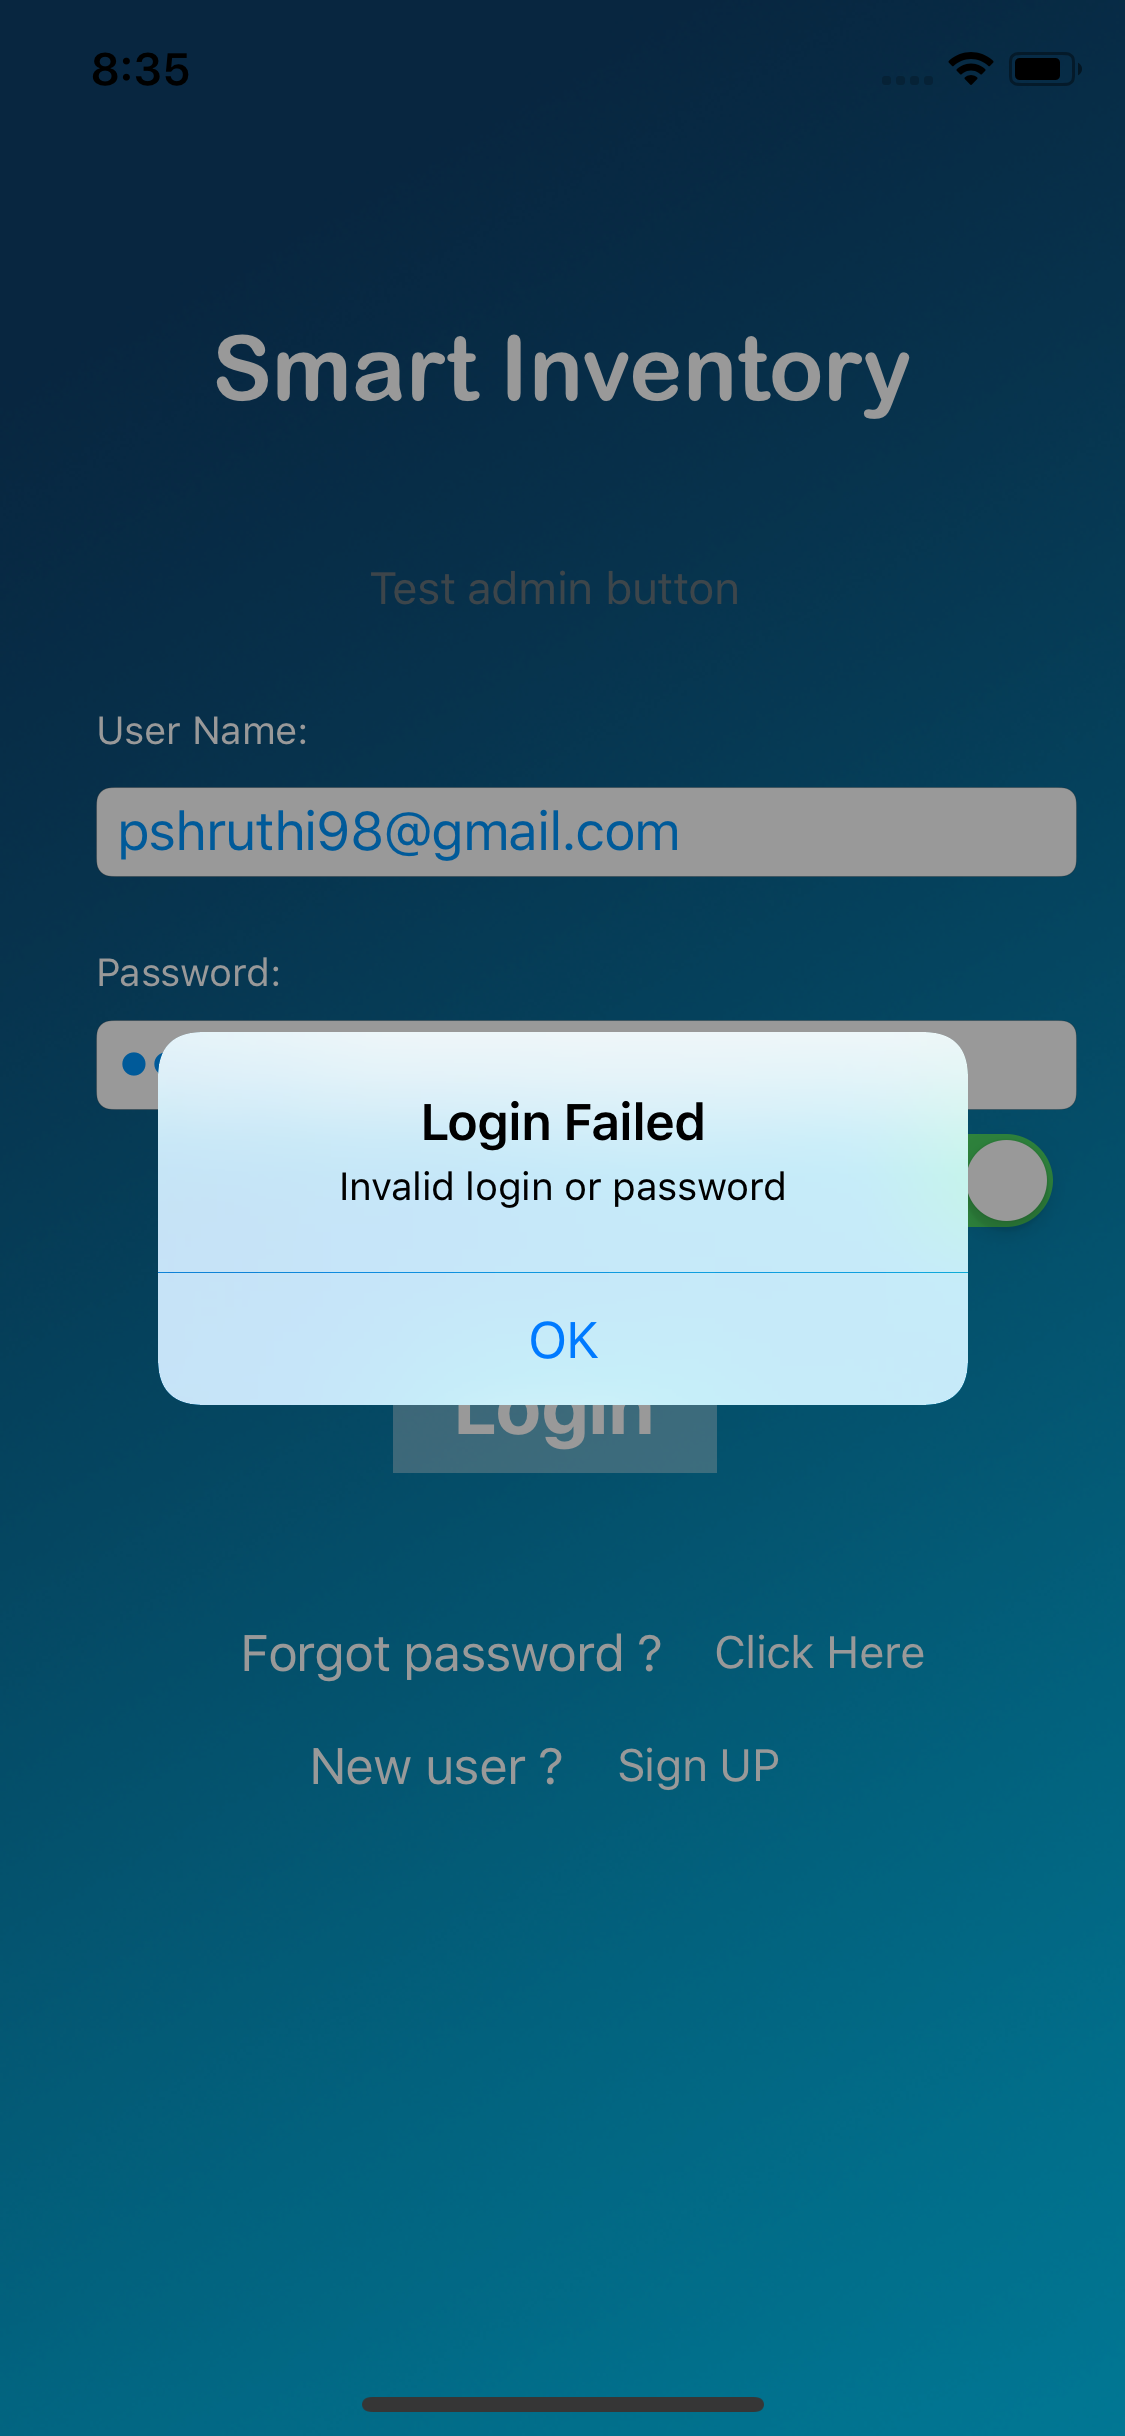 8:35
Smart Inventory
Test admin button
User Name:
pshruthi98@gmail.com
Password:
Login Failed
Invalid login or password
OK
Login
Forgot password ? Click Here
New user ? Sign UP